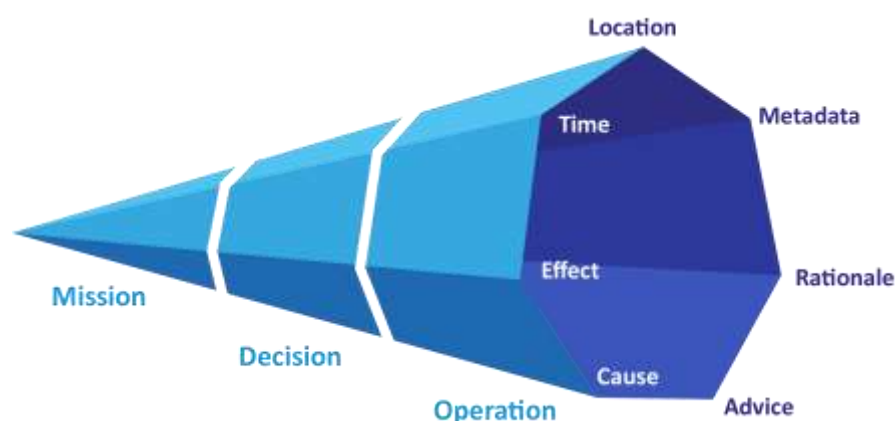 Location
Time
Metadata
Effect
Rationale
Mission
Decision
Cause
Operation
Advice